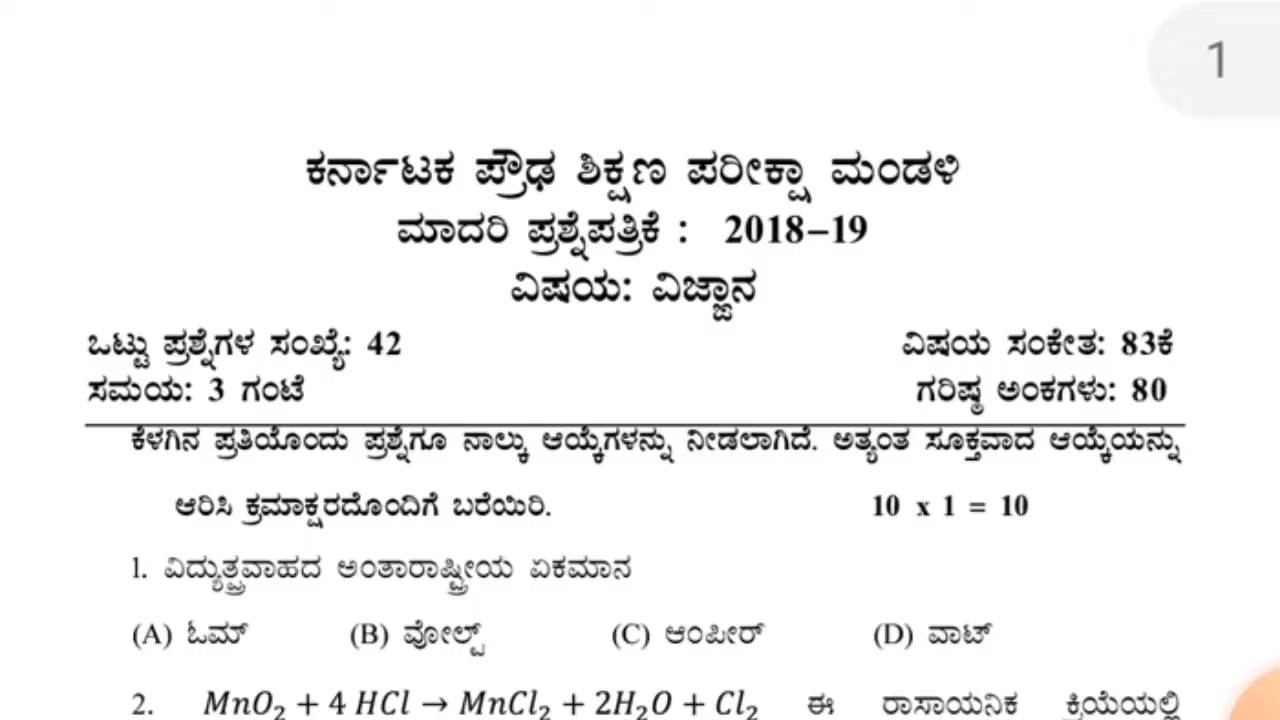 1
ಕರ್ನಾಟಕ ಪ್ರೌಢ ಶಿಕ್ಷಣ ಪರೀಕ್ಷಾ ಮಂಡಳಿ
ಮಾದರಿ ಪ್ರಶ್ನೆಪತ್ರಿಕೆ : 2018–19
ವಿಷಯ: ವಿಜ್ಞಾನ
ಒಟ್ಟು ಪ್ರಶ್ನೆಗಳ ಸಂಖ್ಯೆ: 42 ವಿಷಯ ಸಂಕೇತ: 83ಕೆ
ಸಮಯ: 3 ಗಂಟೆ ಗರಿಷ್ಠ ಅಂಕಗಳು: 80
ಕೆಳಗಿನ ಪ್ರತಿಯೊಂದು ಪ್ರಶ್ನೆಗೂ ನಾಲ್ಕು ಆಯ್ಕೆಗಳನ್ನು ನೀಡಲಾಗಿದೆ. ಅತ್ಯಂತ ಸೂಕ್ತವಾದ ಆಯ್ಕೆಯನ್ನು
ಆರಿಸಿ ಕ್ರಮಾಕ್ಷರದೊಂದಿಗೆ ಬರೆಯಿರಿ. 10 x 1 = 10
1. ವಿದ್ಯುತ್ಪ್ರವಾಹದ ಅಂತಾರಾಷ್ಟ್ರೀಯ ಏಕಮಾನ
(A) ಓಮ್ (B) ವೋಲ್ಟ್ (C) ಆಂಪೀರ್ (D) ವಾಟ್
2. MnO₂ + 4 HCl → MnCl₂ + 2H₂O + Cl₂ ಈ ರಾಸಾಯನಿಕ ಕ್ರಿಯೆಯಲ್ಲಿ